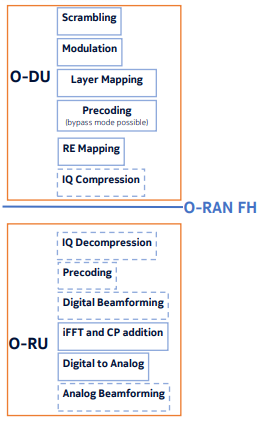 Scrambling
Modulation
O-DU
Layer Mapping
Precoding
(bypass mode possible)
RE Mapping
IQ Compression
O-RAN FH
IQ Decompression
Precoding
Digital Beamforming
O-RU
iFFT and CP addition
Digital to Analog
Analog Beamforming